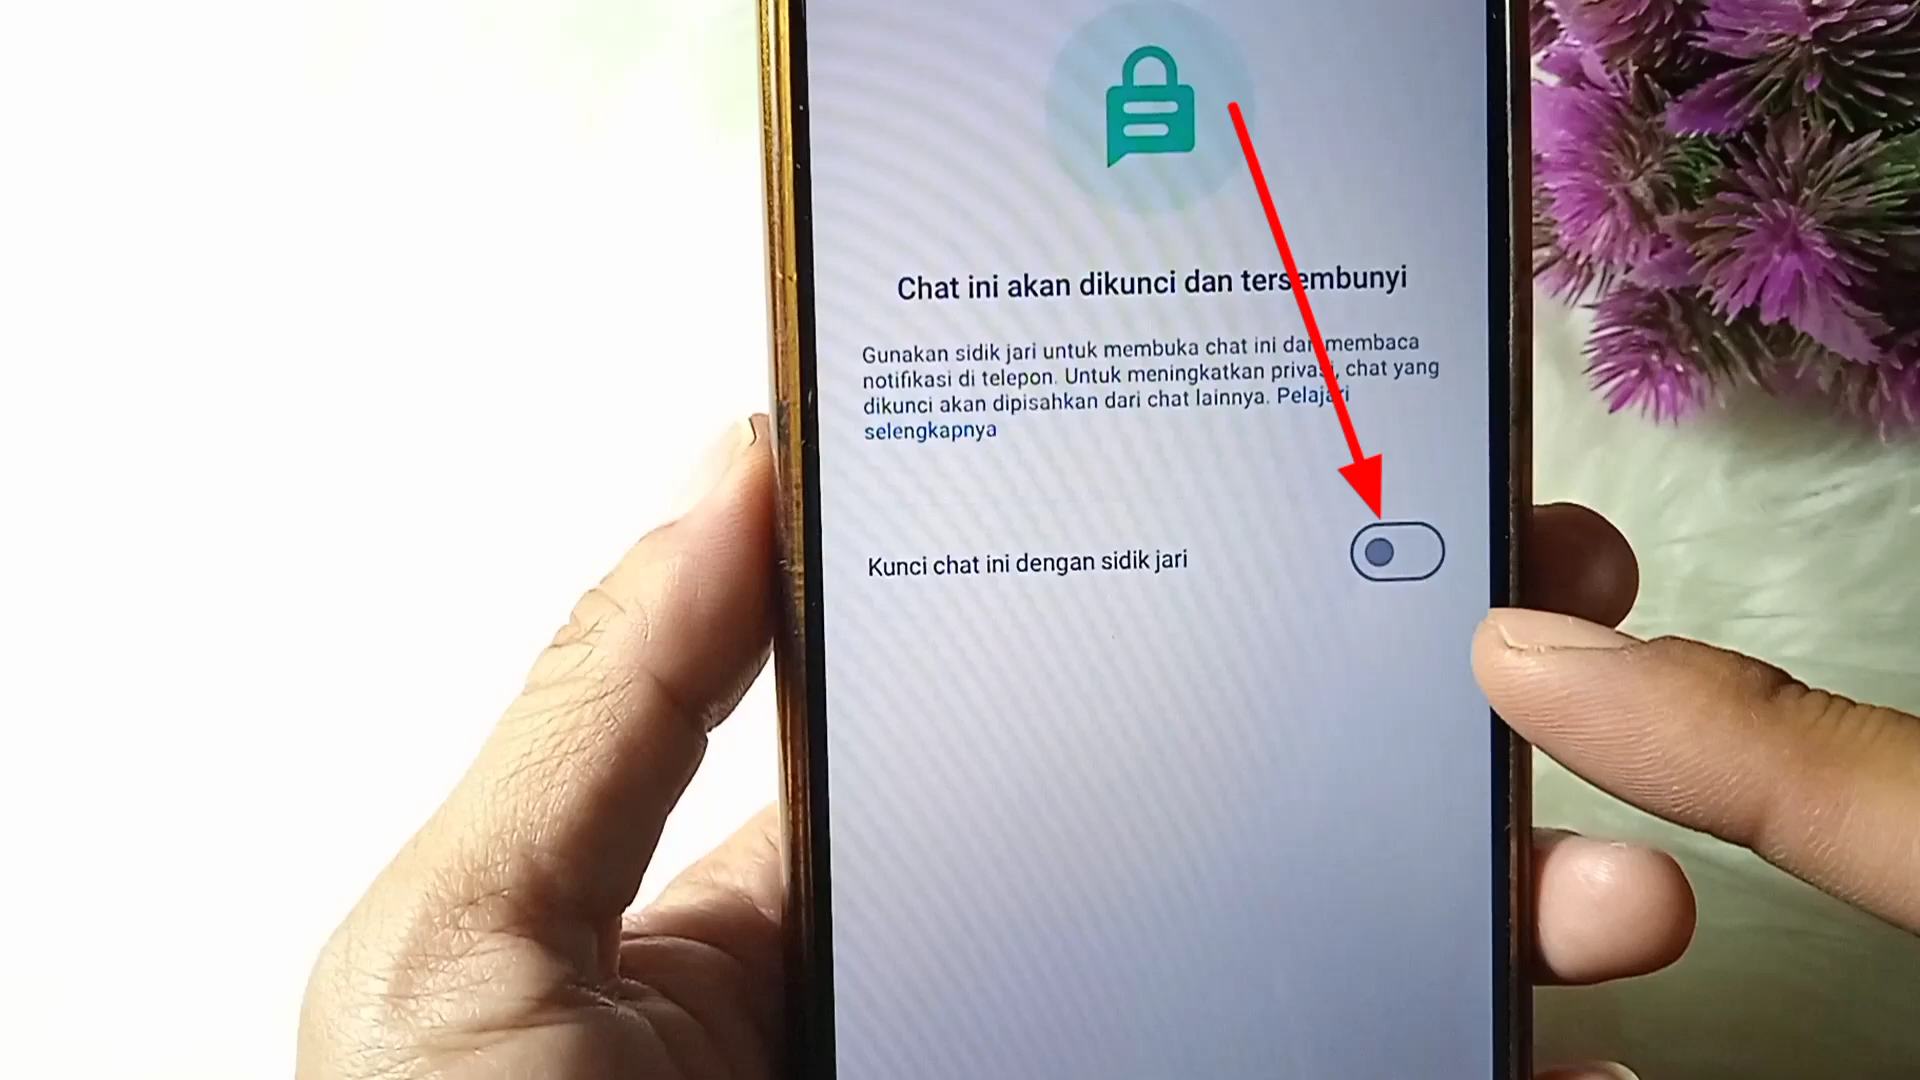 Chat ini akan dikunci dan tersembunyi
Gunakan sidik jari untuk membuka chat ini dan membaca
notifikasi di telepon. Untuk meningkatkan privasi, chat yang
dikunci akan dipisahkan dari chat lainnya. Pelajari
selengkapnya
Kunci chat ini dengan sidik jari